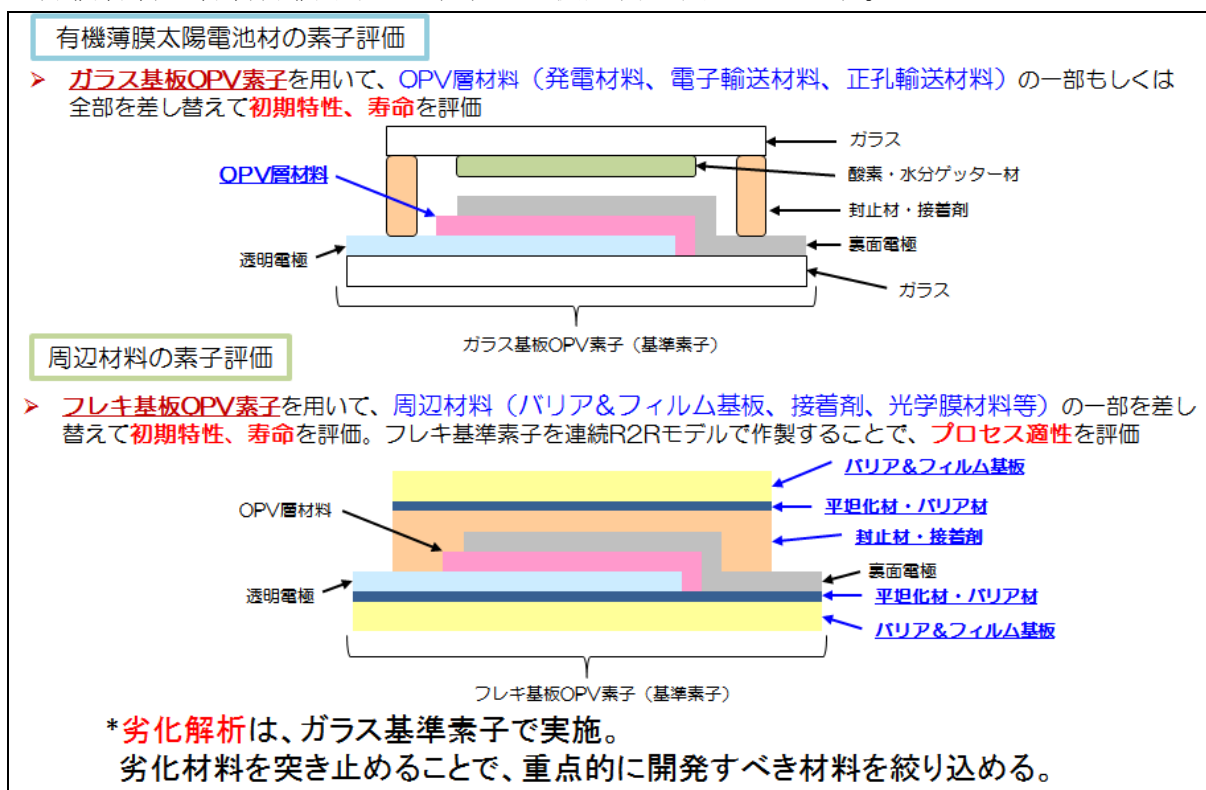 有機薄膜太陽電池材の素子評価
➢ ガラス基板OPV素子を用いて、OPV層材料（発電材料、電子輸送材料、正孔輸送材料）の一部もしくは
全部を差し替えて初期特性、寿命を評価
ガラス
OPV層材料
酸素・水分ゲッター材
封止材・接着剤
透明電極
裏面電極
ガラス
ガラス基板OPV素子（基準素子）
周辺材料の素子評価
➢ フレキ基板OPV素子を用いて、周辺材料（バリア&フィルム基板、接着剤、光学膜材料等）の一部を差し
替えて初期特性、寿命を評価。フレキ基準素子を連続R2Rモデルで作製することで、プロセス適性を評価
バリア&フィルム基板
OPV層材料
平坦化材・バリア材
封止材・接着剤
裏面電極
透明電極
平坦化材・バリア材
バリア&フィルム基板
フレキ基板OPV素子（基準素子）
*劣化解析は、ガラス基準素子で実施。
劣化材料を突き止めることで、重点的に開発すべき材料を絞り込める。